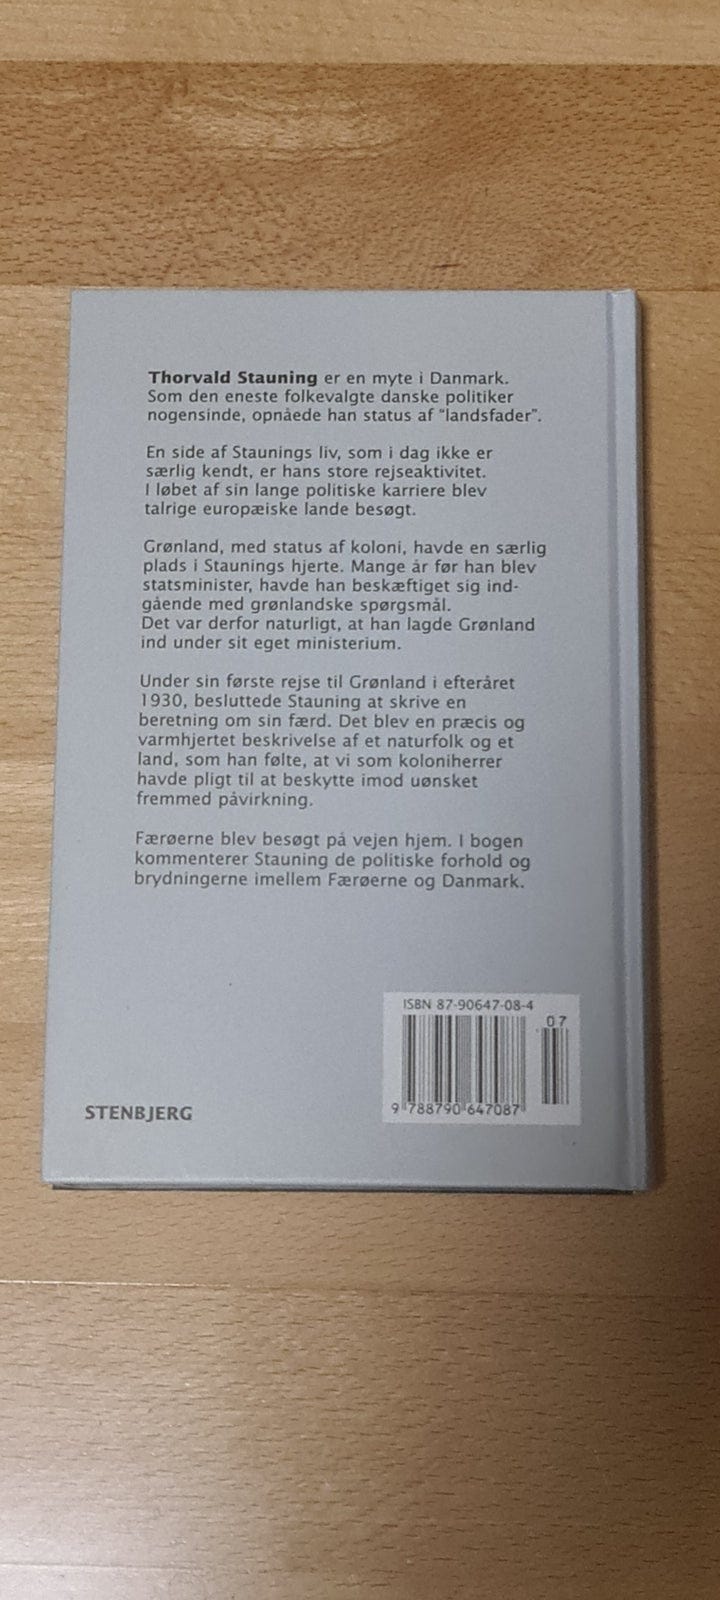 Thorvald Stauning er en myte i Danmark.
Som den eneste folkevalgte danske politiker
nogensinde, opnåede han status af “landsfader”.
En side af Staunings liv, som i dag ikke er
særlig kendt, er hans store rejseaktivitet.
I løbet af sin lange politiske karriere blev
talrige europæiske lande besøgt.
Grønland, med status af koloni, havde en særlig
plads i Staunings hjerte. Mange år før han blev
statsminister, havde han beskæftiget sig ind-
gående med grønlandske spørgsmål.
Det var derfor naturligt, at han lagde Grønland
ind under sit eget ministerium.
Under sin første rejse til Grønland i efteråret
1930, besluttede Stauning at skrive en
beretning om sin færd. Det blev en præcis og
varmhjertet beskrivelse af et naturfolk og et
land, som han følte, at vi som koloniherrer
havde pligt til at beskytte imod uønsket
fremmed påvirkning.
Færøerne blev besøgt på vejen hjem. I bogen
kommenterer Stauning de politiske forhold og
brydningerne imellem Færøerne og Danmark.
ISBN 87-90647-08-4
07
9 788790 647087
STENBJERG